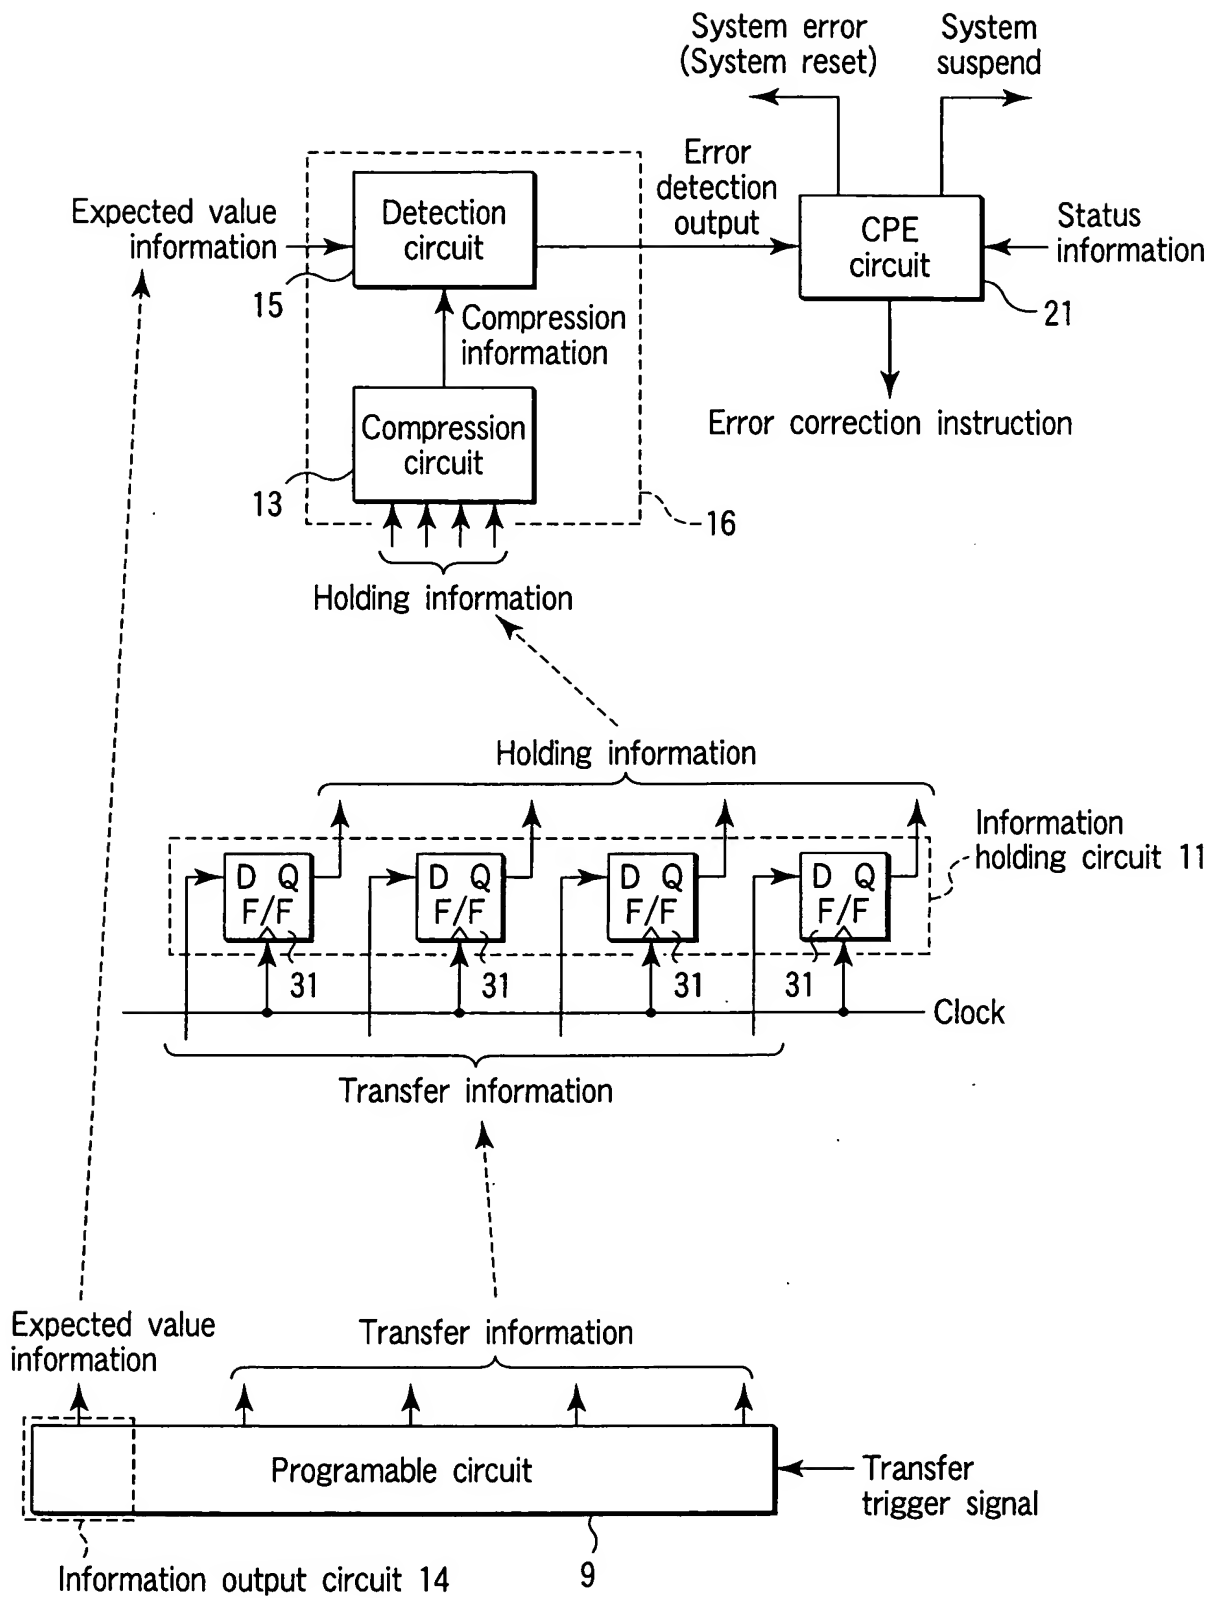 System error
(System reset)
System
suspend
Error
detection
output
Expected value
information
Detection
circuit
CPE
circuit
Status
information
15
21
Compression
information
Compression
circuit
Error correction instruction
13
16
Holding information
Holding information
Information
holding circuit 11
D Q
F/F
D Q
F/F
D Q
F/F
D Q
F/F
31
31
31
31
Clock
Transfer information
Expected value
information
Transfer information
Programable circuit
Transfer
trigger signal
Information output circuit 14
9